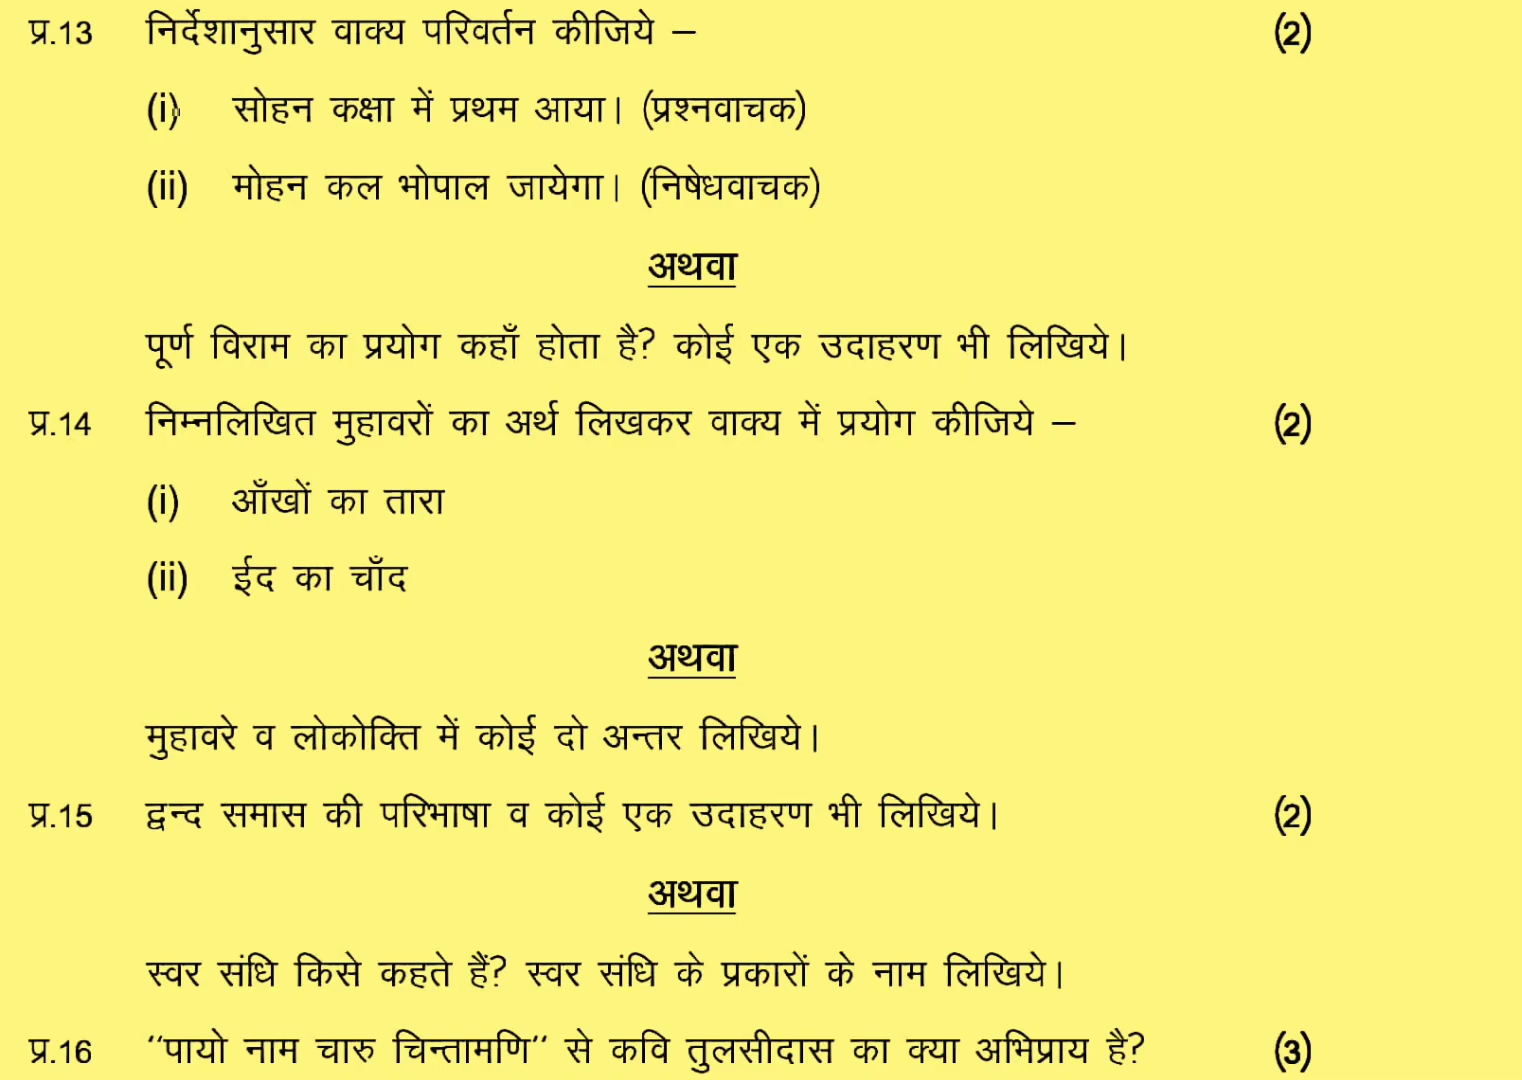 प्र.13 निर्देशानुसार वाक्य परिवर्तन कीजिये – (2)
(i) सोहन कक्षा में प्रथम आया। (प्रश्नवाचक)
(ii) मोहन कल भोपाल जायेगा। (निषेधवाचक)
अथवा
पूर्ण विराम का प्रयोग कहाँ होता है? कोई एक उदाहरण भी लिखिये।
प्र.14 निम्नलिखित मुहावरों का अर्थ लिखकर वाक्य में प्रयोग कीजिये – (2)
(i) आँखों का तारा
(ii) ईद का चाँद
अथवा
मुहावरे व लोकोक्ति में कोई दो अन्तर लिखिये।
प्र.15 द्वन्द समास की परिभाषा व कोई एक उदाहरण भी लिखिये। (2)
अथवा
स्वर संधि किसे कहते हैं? स्वर संधि के प्रकारों के नाम लिखिये।
प्र.16 “पायो नाम चारु चिन्तामणि” से कवि तुलसीदास का क्या अभिप्राय है? (3)